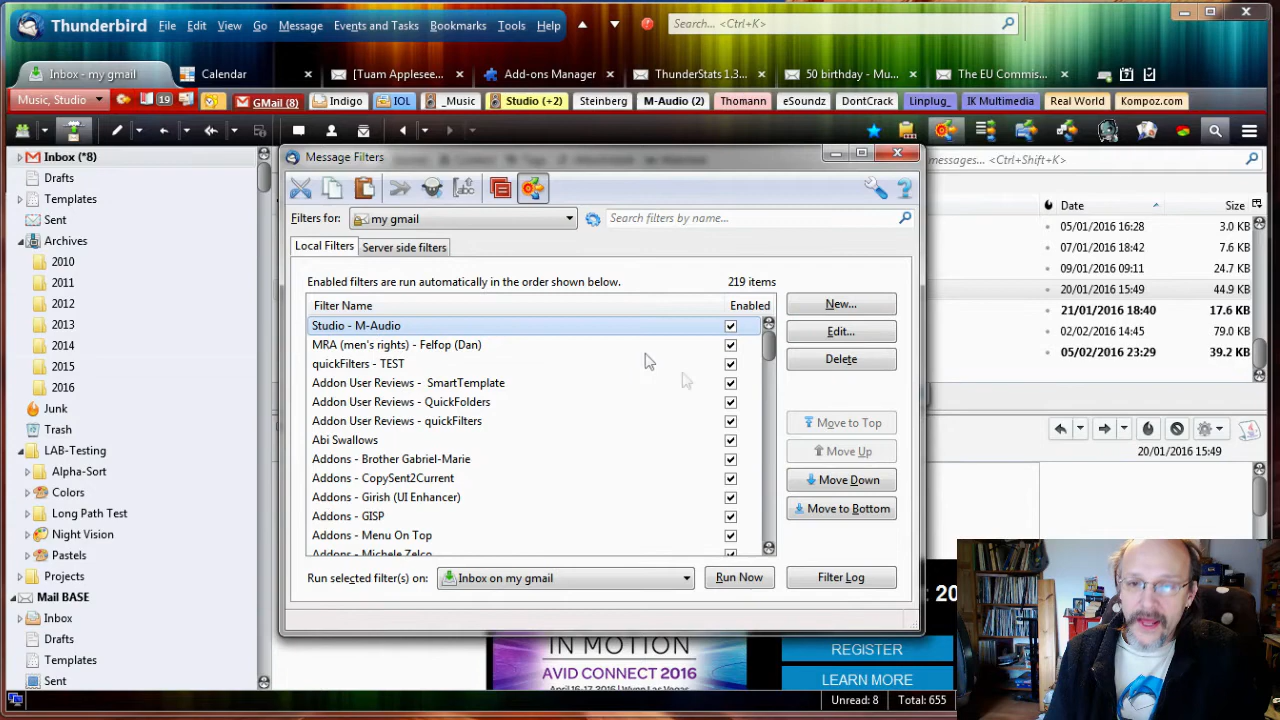 Thunderbird File Edit View Go Message Events and Tasks Bookmarks Tools Help Search... <Ctrl+K>
Inbox - my gmail Calendar [Tuam Applesee... Add-ons Manager ThunderStats 1.3... 50 birthday - Mu... The EU Commis...
Music, Studio 19 GMail (8) Indigo IOL _Music Studio (+2) Steinberg M-Audio (2) Thomann eSoundz DontCrack Linplug_ IK Multimedia Real World Kompoz.com
Inbox (*8)
Drafts
Templates
Sent
Archives
2010
2011
2012
2013
2014
2015
2016
Junk
Trash
LAB-Testing
Alpha-Sort
Colors
Long Path Test
Night Vision
Pastels
Projects
Mail BASE
Inbox
Drafts
Templates
Sent
Message Filters
Filters for: my gmail Search filters by name...
Local Filters Server side filters
Enabled filters are run automatically in the order shown below. 219 items
Filter Name Enabled
Studio - M-Audio
MRA (men's rights) - Felfop (Dan)
quickFilters - TEST
Addon User Reviews - SmartTemplate
Addon User Reviews - QuickFolders
Addon User Reviews - quickFilters
Abi Swallows
Addons - Brother Gabriel-Marie
Addons - CopySent2Current
Addons - Girish (UI Enhancer)
Addons - GISP
Addons - Menu On Top
Addons - Michele Zelco
New...
Edit...
Delete
Move to Top
Move Up
Move Down
Move to Bottom
Run selected filter(s) on: Inbox on my gmail Run Now Filter Log
messages... <Ctrl+Shift+K>
Date Size
05/01/2016 16:28 3.0 KB
07/01/2016 18:42 7.6 KB
09/01/2016 09:11 24.7 KB
20/01/2016 15:49 44.9 KB
21/01/2016 18:40 17.6 KB
02/02/2016 14:45 79.0 KB
05/02/2016 23:29 39.2 KB
20/01/2016 15:49
20
IN MOTION
AVID CONNECT 2016
April 16-17, 2016 | Wynn Las Vegas
REGISTER
LEARN MORE
Unread: 8 Total: 655